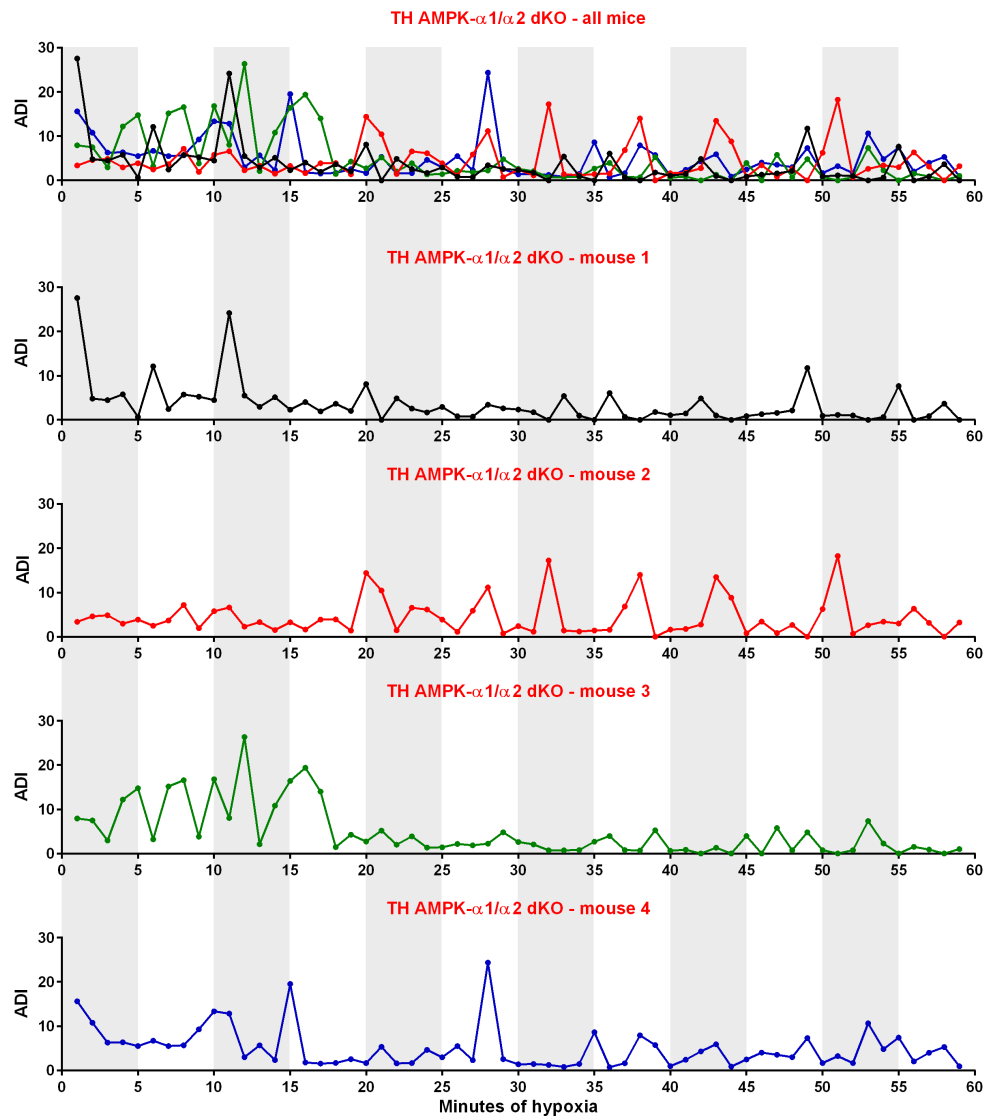 TH AMPK-α1/α2 dKO - all mice
30
20
10
0
ADI
0 5 10 15 20 25 30 35 40 45 50 55 60
TH AMPK-α1/α2 dKO - mouse 1
30
20
10
0
ADI
0 5 10 15 20 25 30 35 40 45 50 55 60
TH AMPK-α1/α2 dKO - mouse 2
30
20
10
0
ADI
0 5 10 15 20 25 30 35 40 45 50 55 60
TH AMPK-α1/α2 dKO - mouse 3
30
20
10
0
ADI
0 5 10 15 20 25 30 35 40 45 50 55 60
TH AMPK-α1/α2 dKO - mouse 4
30
20
10
0
ADI
0 5 10 15 20 25 30 35 40 45 50 55 60
Minutes of hypoxia